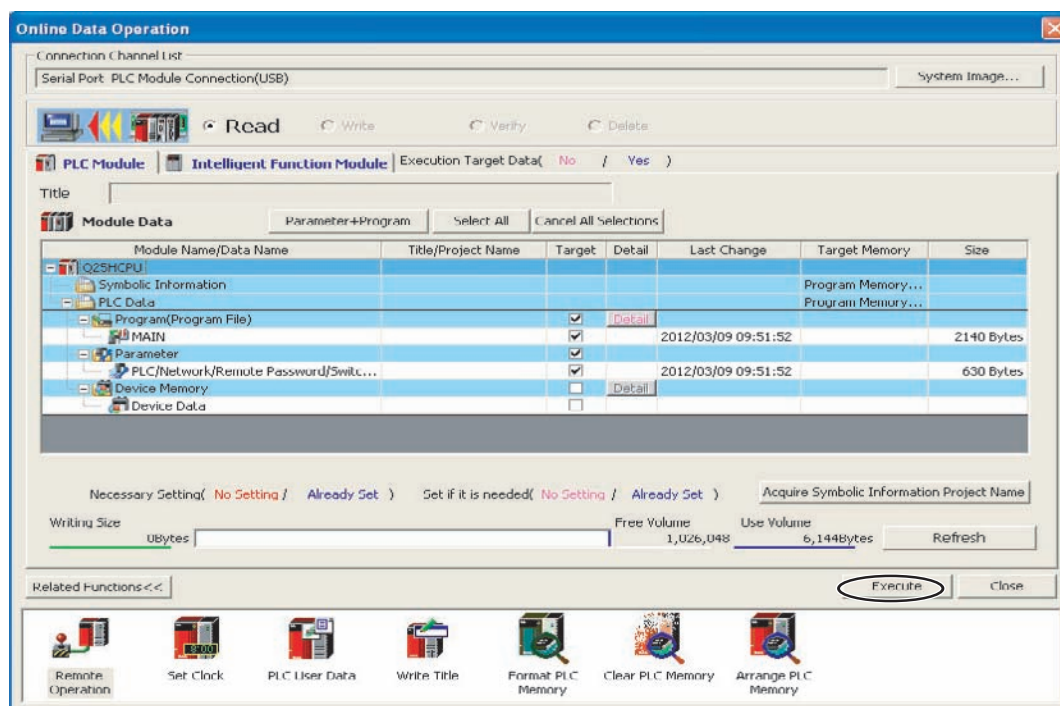 Online Data Operation
Connection Channel List
Serial Port PLC Module Connection(USB)
System Image...
Read Write Verify Delete
PLC Module Intelligent Function Module Execution Target Data( No / Yes )
Title
Module Data Parameter+Program Select All Cancel All Selections
Module Name/Data Name Title/Project Name Target Detail Last Change Target Memory Size
Q25HCPU
Symbolic Information Program Memory...
PLC Data Program Memory...
Program(Program File) Detail
MAIN 2012/03/09 09:51:52 2140 Bytes
Parameter
PLC/Network/Remote Password/Switc... 2012/03/09 09:51:52 630 Bytes
Device Memory Detail
Device Data
Necessary Setting( No Setting / Already Set ) Set if it is needed( No Setting / Already Set ) Acquire Symbolic Information Project Name
Writing Size Free Volume Use Volume
0Bytes 1,026,048 6,144Bytes Refresh
Related Functions<< Execute Close
Remote Operation
Set Clock
PLC User Data
Write Title
Format PLC Memory
Clear PLC Memory
Arrange PLC Memory